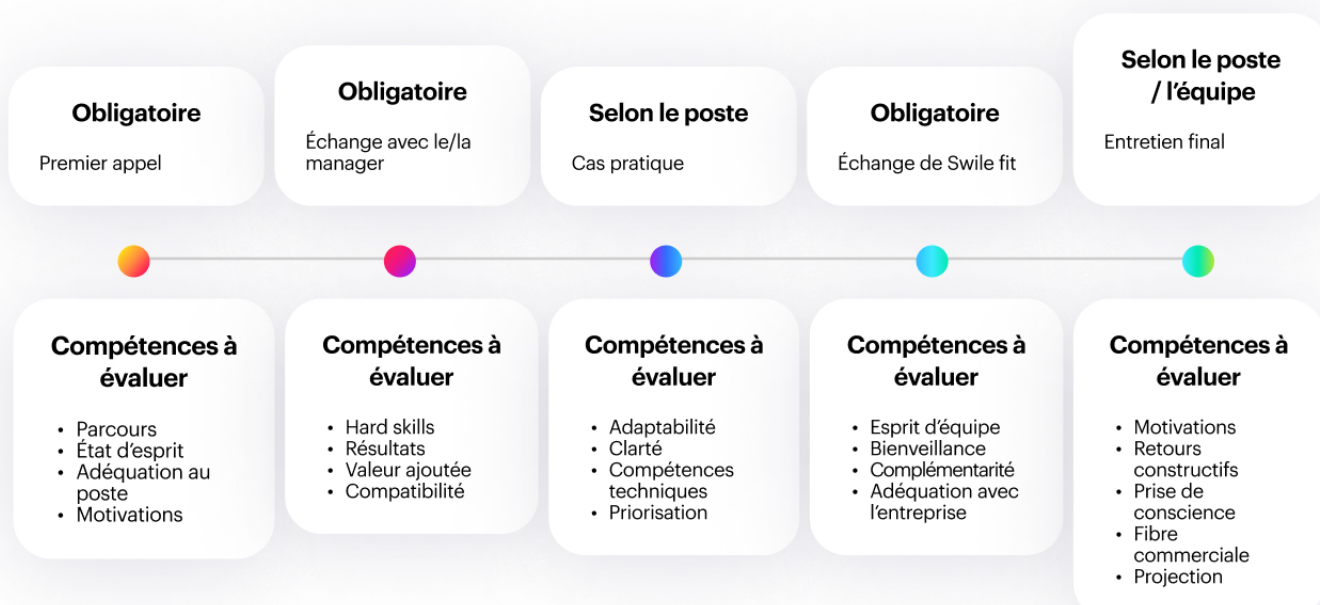 Obligatoire
Premier appel
Obligatoire
Échange avec le/la
manager
Selon le poste
Cas pratique
Obligatoire
Échange de Swile fit
Selon le poste
/ l’équipe
Entretien final
Compétences à
évaluer
• Parcours
• État d’esprit
• Adéquation au
poste
• Motivations
Compétences à
évaluer
• Hard skills
• Résultats
• Valeur ajoutée
• Compatibilité
Compétences à
évaluer
• Adaptabilité
• Clarté
• Compétences
techniques
• Priorisation
Compétences à
évaluer
• Esprit d’équipe
• Bienveillance
• Complémentarité
• Adéquation avec
l’entreprise
Compétences à
évaluer
• Motivations
• Retours
constructifs
• Prise de
conscience
• Fibre
commerciale
• Projection